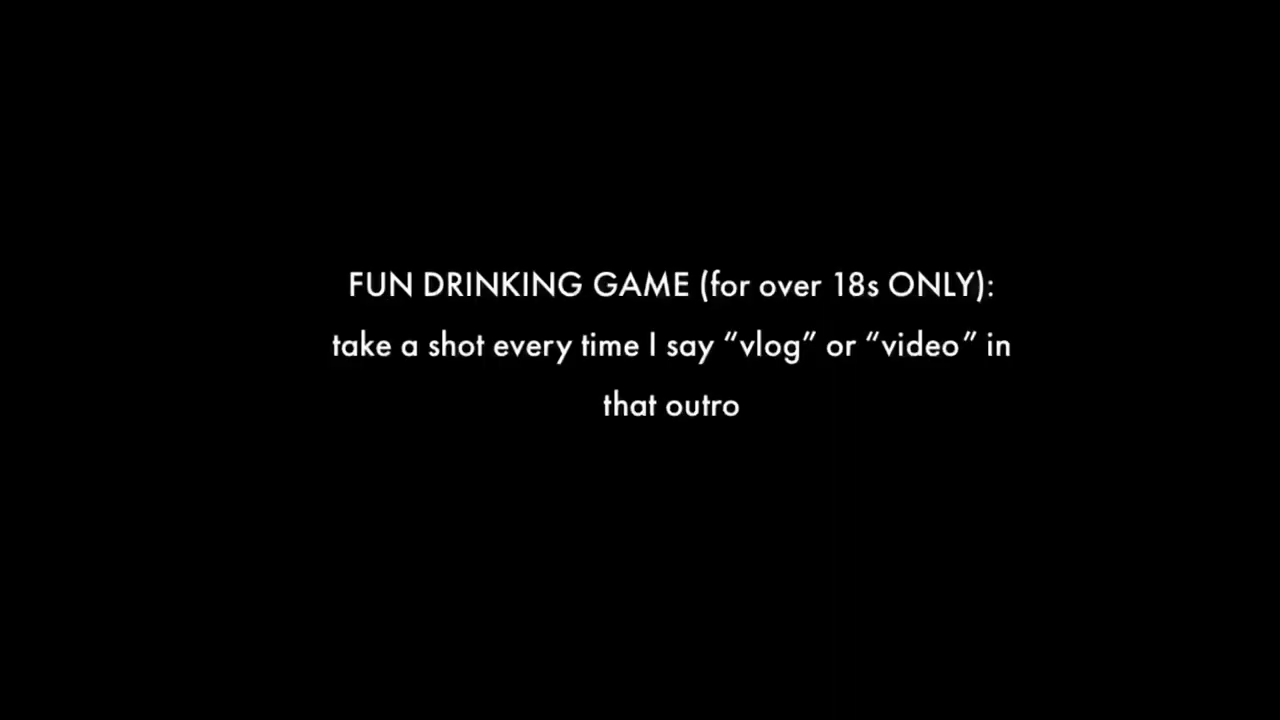 FUN DRINKING GAME (for over 18s ONLY):
take a shot every time I say “vlog” or “video” in
that outro